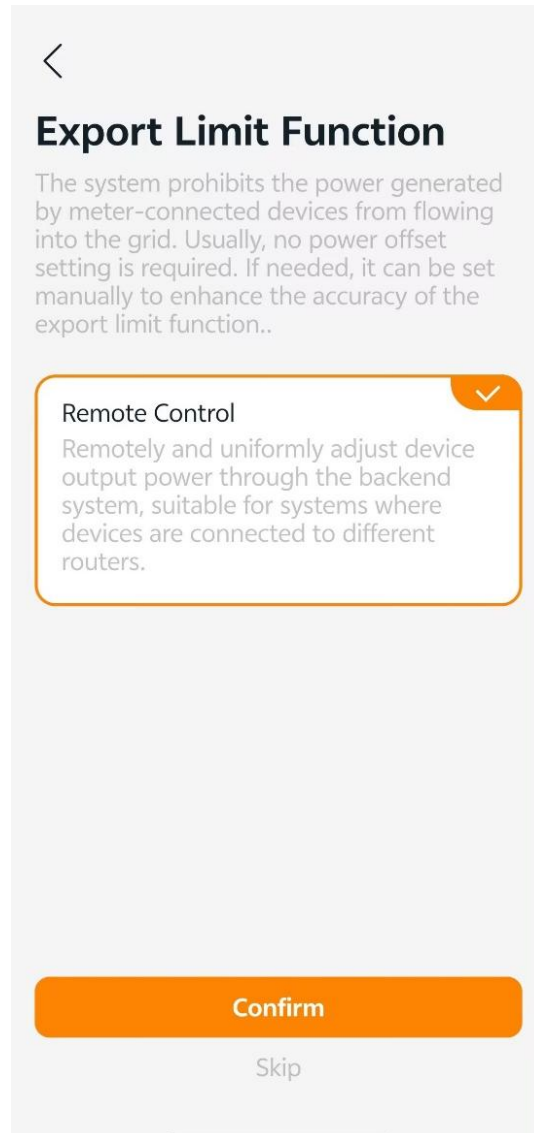 Export Limit Function
The system prohibits the power generated
by meter-connected devices from flowing
into the grid. Usually, no power offset
setting is required. If needed, it can be set
manually to enhance the accuracy of the
export limit function..
Remote Control
Remotely and uniformly adjust device
output power through the backend
system, suitable for systems where
devices are connected to different
routers.
Confirm
Skip